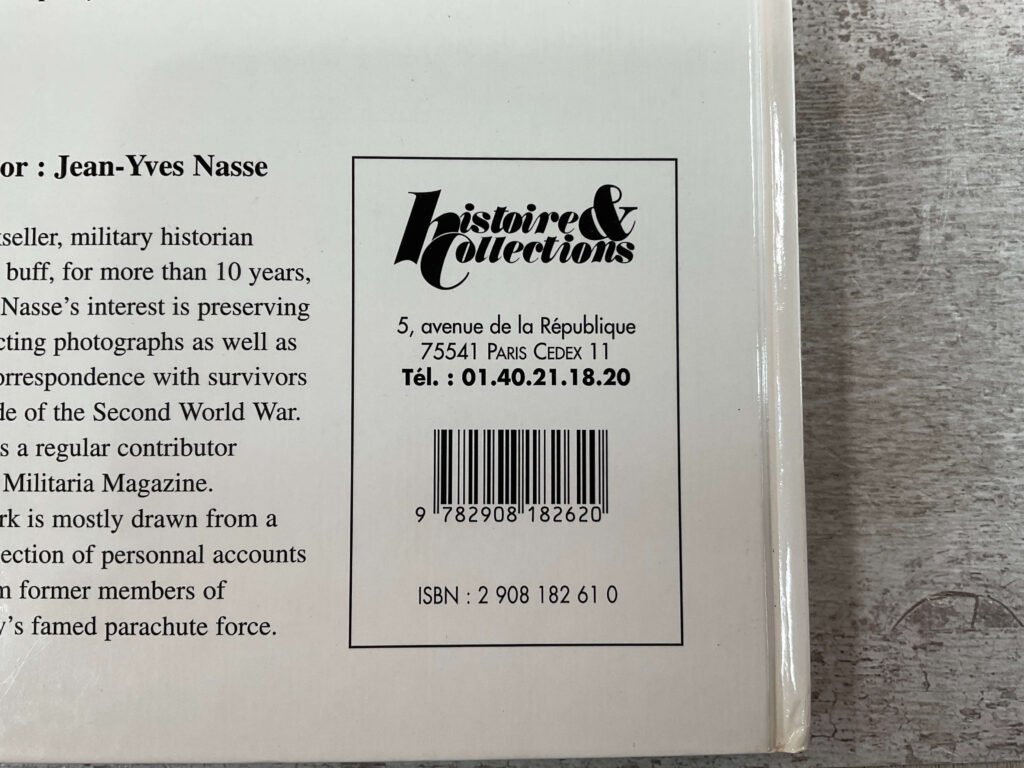 or : Jean-Yves Nasse
seller, military historian
buff, for more than 10 years,
Nasse's interest is preserving
cting photographs as well as
orrespondence with survivors
de of the Second World War.
s a regular contributor
Militaria Magazine.
rk is mostly drawn from a
ection of personnal accounts
m former members of
y's famed parachute force.
histoire &
Collections
5, avenue de la République
75541 PARIS CEDEX 11
Tél. : 01.40.21.18.20
9 782908 182620
ISBN : 2 908 182 61 0